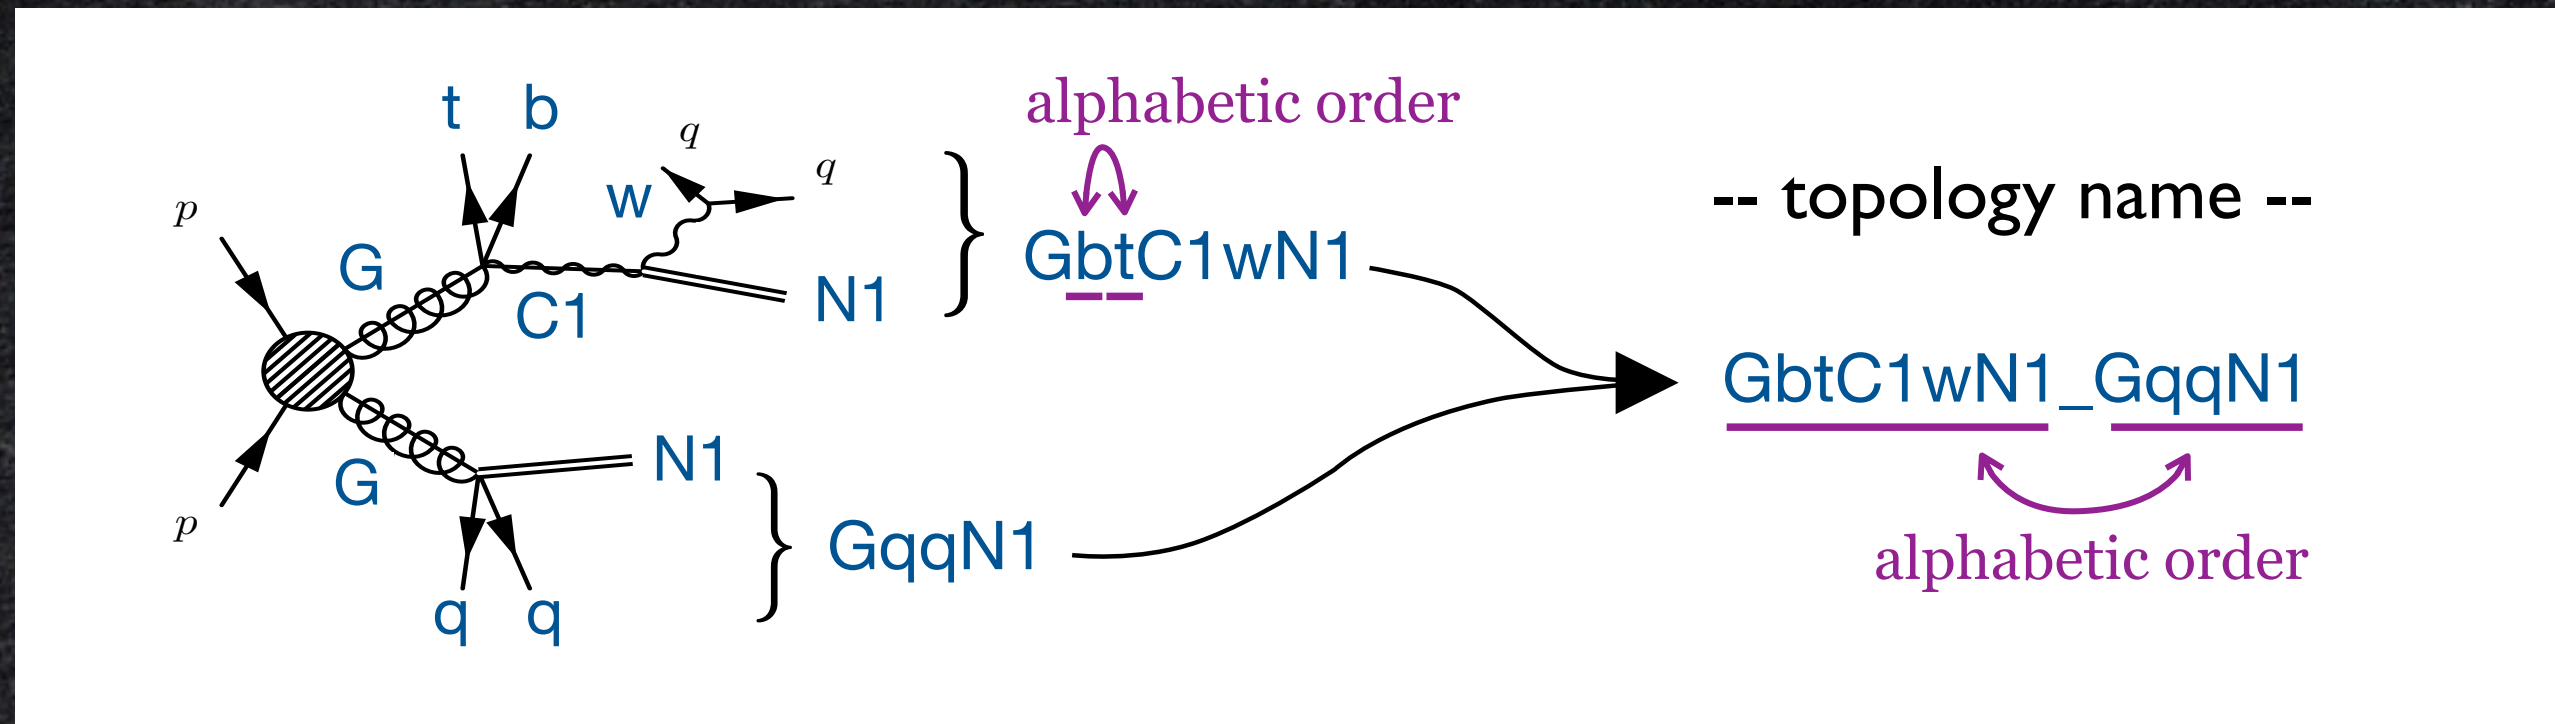 t b
q
q
w
p
G
C1
N1
alphabetic order
GbtC1wN1
G
N1
p
q q
GqqN1
-- topology name --
GbtC1wN1_GqqN1
alphabetic order